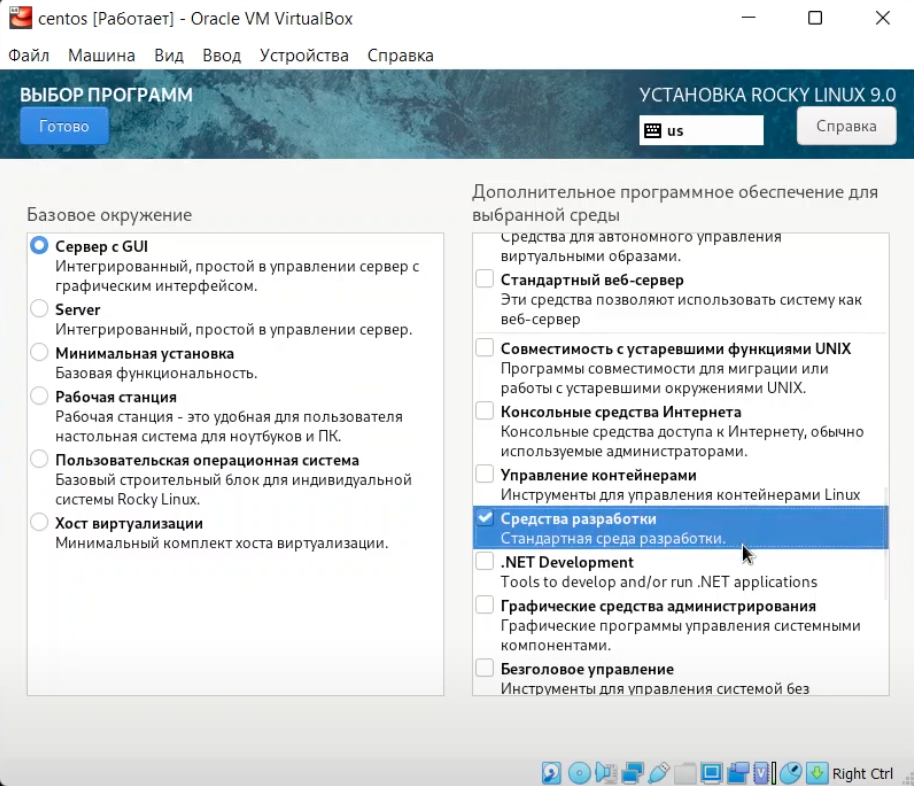 centos [Работает] - Oracle VM VirtualBox
Файл Машина Вид Ввод Устройства Справка
ВЫБОР ПРОГРАММ
УСТАНОВКА ROCKY LINUX 9.0
Готово
us
Справка
Базовое окружение
Сервер с GUI
Интегрированный, простой в управлении сервер с
графическим интерфейсом.
Server
Интегрированный, простой в управлении сервер.
Минимальная установка
Базовая функциональность.
Рабочая станция
Рабочая станция - это удобная для пользователя
настольная система для ноутбуков и ПК.
Пользовательская операционная система
Базовый строительный блок для индивидуальной
системы Rocky Linux.
Хост виртуализации
Минимальный комплект хоста виртуализации.
Дополнительное программное обеспечение для
выбранной среды
Средства для автономного управления
виртуальными образами.
Стандартный веб-сервер
Эти средства позволяют использовать систему как
веб-сервер
Совместимость с устаревшими функциями UNIX
Программы совместимости для миграции или
работы с устаревшими окружениями UNIX.
Консольные средства Интернета
Консольные средства доступа к Интернету, обычно
используемые администраторами.
Управление контейнерами
Инструменты для управления контейнерами Linux
Средства разработки
Стандартная среда разработки.
.NET Development
Tools to develop and/or run .NET applications
Графические средства администрирования
Графические программы управления системными
компонентами.
Безголовое управление
Инструменты для управления системой без
Right Ctrl